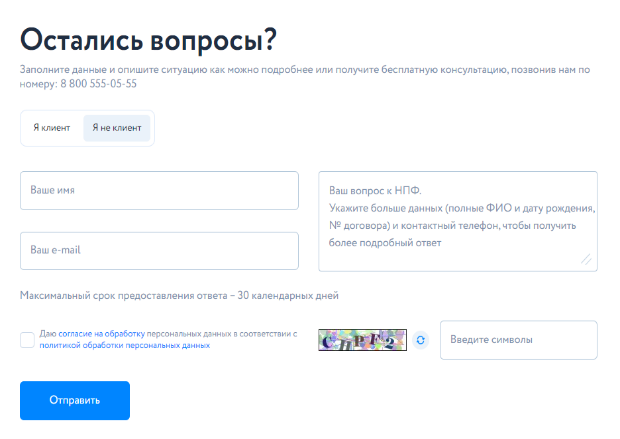 Остались вопросы?
Заполните данные и опишите ситуацию как можно подробнее или получите бесплатную консультацию, позвонив нам по
номеру: 8 800 555-05-55
Я клиент
Я не клиент
Ваше имя
Ваш e-mail
Ваш вопрос к НПФ.
Укажите больше данных (полные ФИО и дату рождения,
№ договора) и контактный телефон, чтобы получить
более подробный ответ
Максимальный срок предоставления ответа – 30 календарных дней
Даю согласие на обработку персональных данных в соответствии с
политикой обработки персональных данных
CHPF2
Введите символы
Отправить